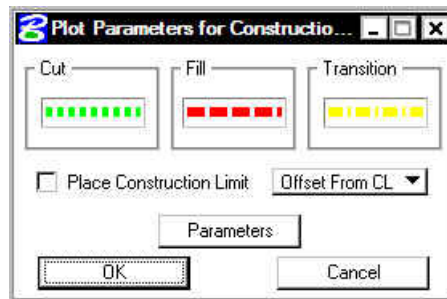 Plot Parameters for Constructio...
Cut Fill Transition
Place Construction Limit Offset From CL
Parameters
OK Cancel